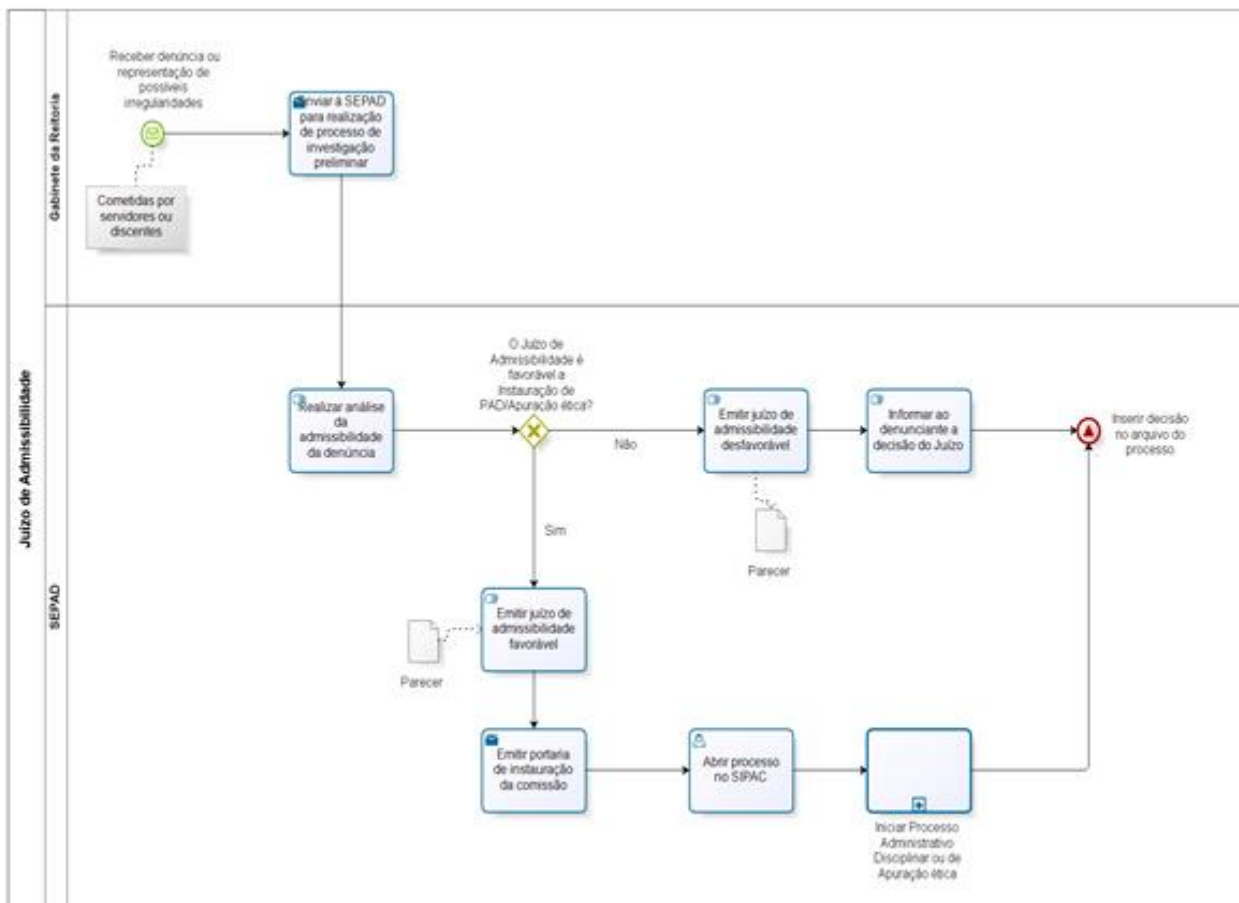 Juízo de Admissibilidade
Gabinete da Reitoria
Receber denúncia ou
representação de
possíveis
irregularidades
Enviar à SEPAD
para realização
de processo de
investigação
preliminar
Cometidas por
servidores ou
discentes
SEPAD
Realizar análise
da
admissibilidade
da denúncia
O Juízo de
Admissibilidade é
favorável a
Instauração de
PAD/Apuração ética?
Não
Emitir juízo de
admissibilidade
desfavorável
Informar ao
denunciante a
decisão do Juízo
Inserir decisão
no arquivo do
processo
Parecer
Sim
Emitir juízo de
admissibilidade
favorável
Parecer
Emitir portaria
de instauração
da comissão
Abrir processo
no SIPAC
Iniciar Processo
Administrativo
Disciplinar ou de
Apuração ética